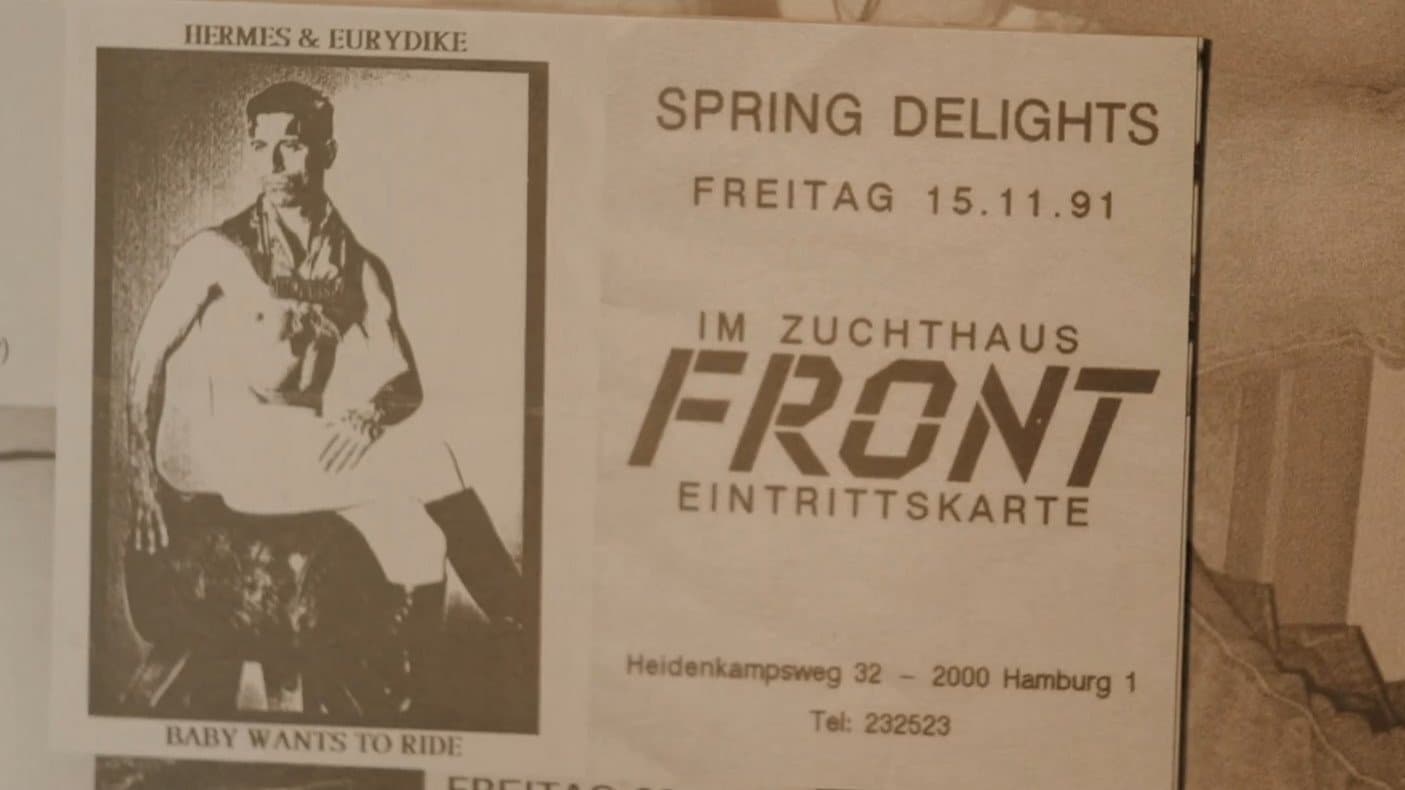 HERMES & EURYDIKE
BABY WANTS TO RIDE
SPRING DELIGHTS
FREITAG 15.11.91
IM ZUCHTHAUS
FRONT
EINTRITTSKARTE
Heidenkampsweg 32 – 2000 Hamburg 1
Tel: 232523
FREITAG